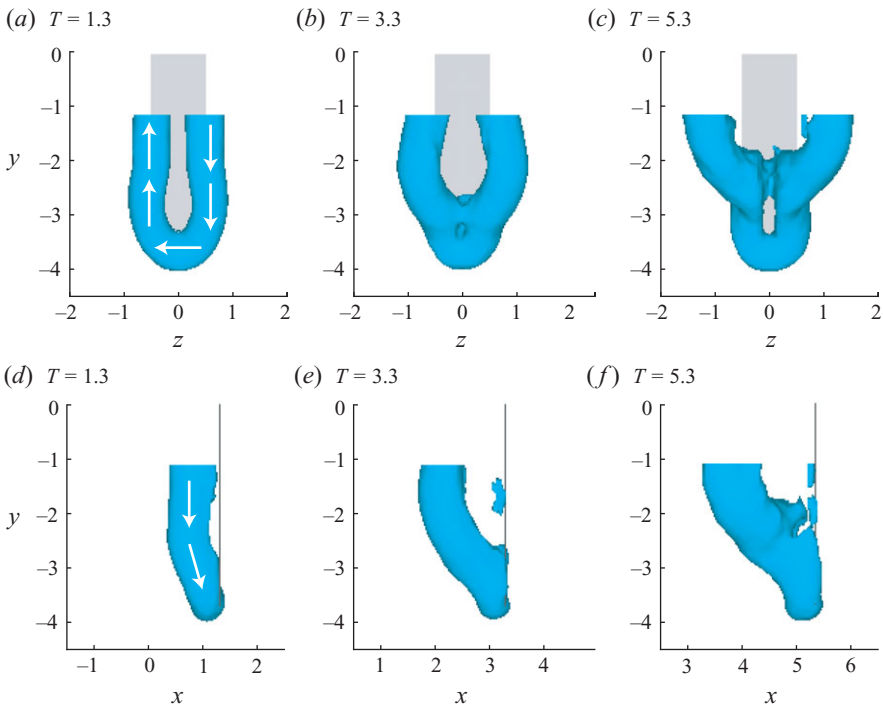 (a) T = 1.3
(b) T = 3.3
(c) T = 5.3
0
–1
–2
–3
–4
y
–2 –1 0 1 2
z
0
–1
–2
–3
–4
–2 –1 0 1 2
z
0
–1
–2
–3
–4
–2 –1 0 1 2
z
(d) T = 1.3
(e) T = 3.3
(f) T = 5.3
0
–1
–2
–3
–4
y
–1 0 1 2
x
0
–1
–2
–3
–4
1 2 3 4
x
0
–1
–2
–3
–4
3 4 5 6
x